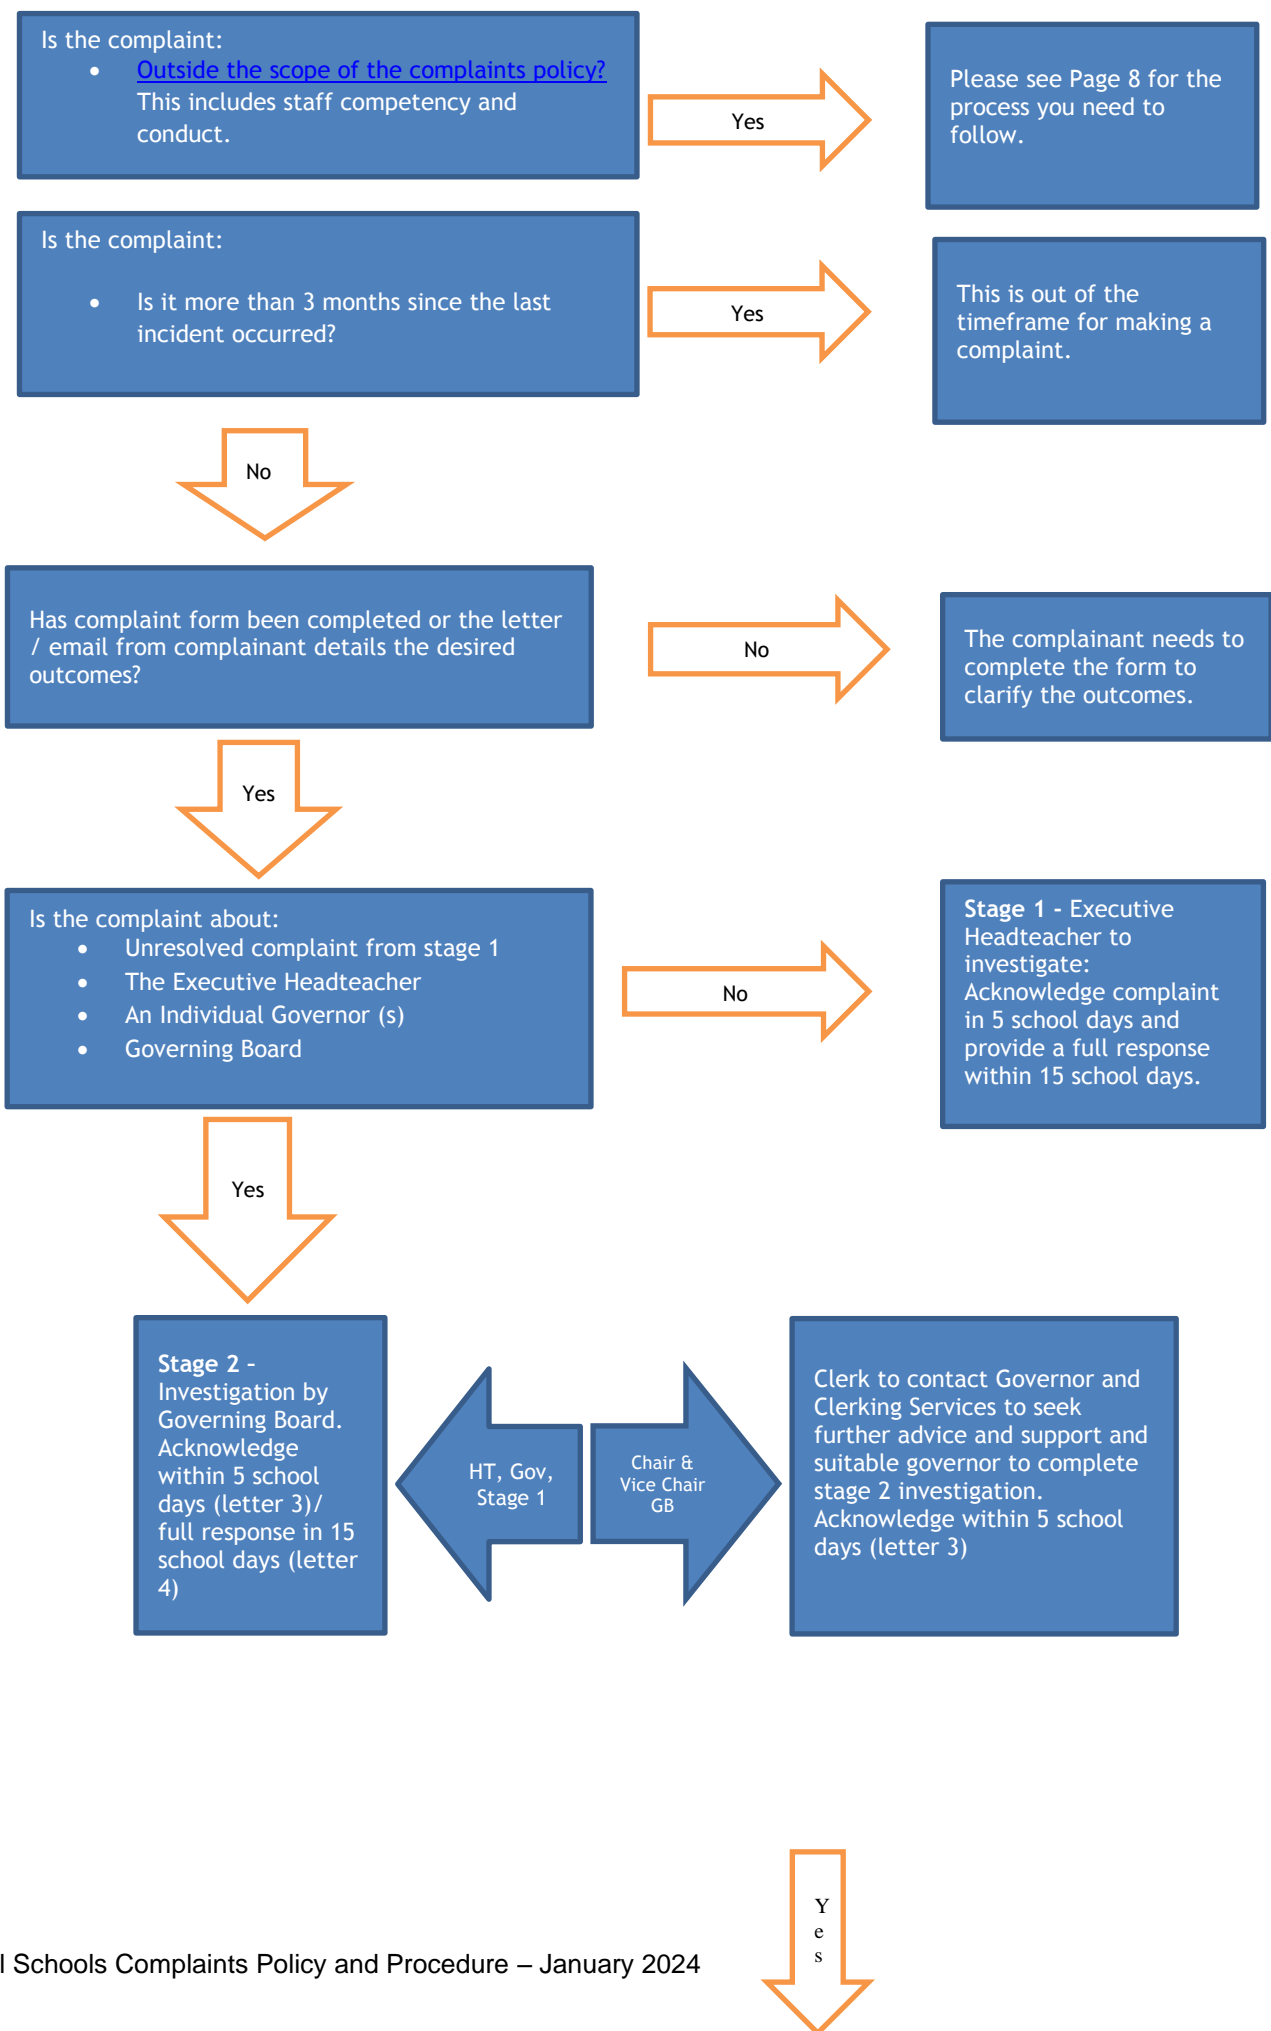 Is the complaint:
• Outside the scope of the complaints policy?
This includes staff competency and
conduct.
Yes
Please see Page 8 for the
process you need to
follow.
Is the complaint:
• Is it more than 3 months since the last
incident occurred?
Yes
This is out of the
timeframe for making a
complaint.
No
Has complaint form been completed or the letter
/ email from complainant details the desired
outcomes?
No
The complainant needs to
complete the form to
clarify the outcomes.
Yes
Is the complaint about:
• Unresolved complaint from stage 1
• The Executive Headteacher
• An Individual Governor (s)
• Governing Board
No
Stage 1 - Executive
Headteacher to
investigate:
Acknowledge complaint
in 5 school days and
provide a full response
within 15 school days.
Yes
Stage 2 –
Investigation by
Governing Board.
Acknowledge
within 5 school
days (letter 3)/
full response in 15
school days (letter
4)
HT, Gov,
Stage 1
Chair &
Vice Chair
GB
Clerk to contact Governor and
Clerking Services to seek
further advice and support and
suitable governor to complete
stage 2 investigation.
Acknowledge within 5 school
days (letter 3)
Y
e
s
l Schools Complaints Policy and Procedure – January 2024